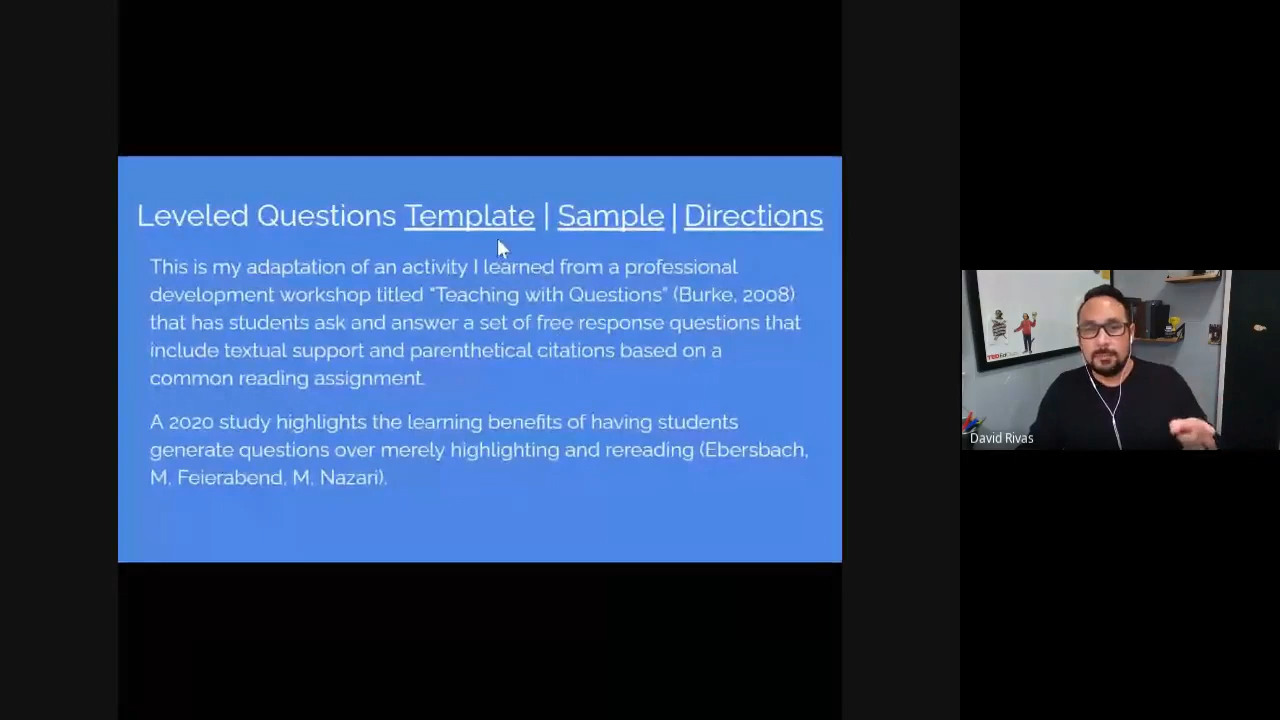 Leveled Questions Template | Sample | Directions
This is my adaptation of an activity I learned from a professional
development workshop titled "Teaching with Questions" (Burke, 2008)
that has students ask and answer a set of free response questions that
include textual support and parenthetical citations based on a
common reading assignment.
A 2020 study highlights the learning benefits of having students
generate questions over merely highlighting and rereading (Ebersbach,
M, Feierabend, M, Nazari).
TEDEd
David Rivas